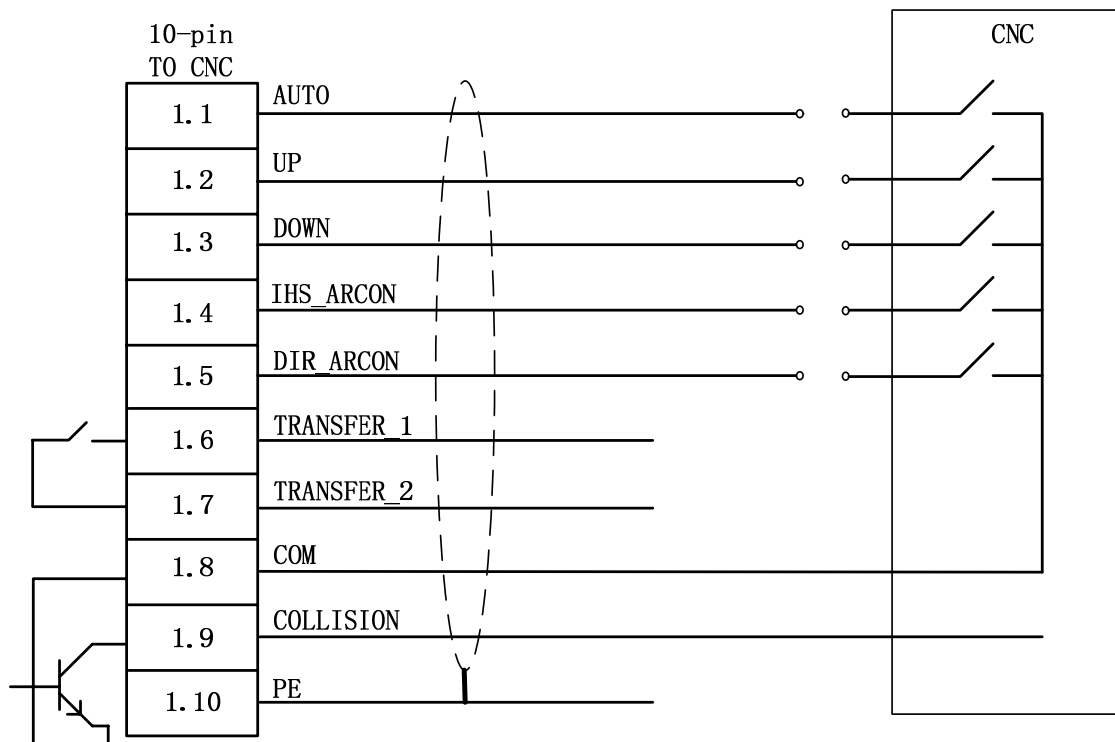 10-pin
TO CNC
CNC
1.1 AUTO
1.2 UP
1.3 DOWN
1.4 IHS_ARCON
1.5 DIR_ARCON
1.6 TRANSFER_1
1.7 TRANSFER_2
1.8 COM
1.9 COLLISION
1.10 PE